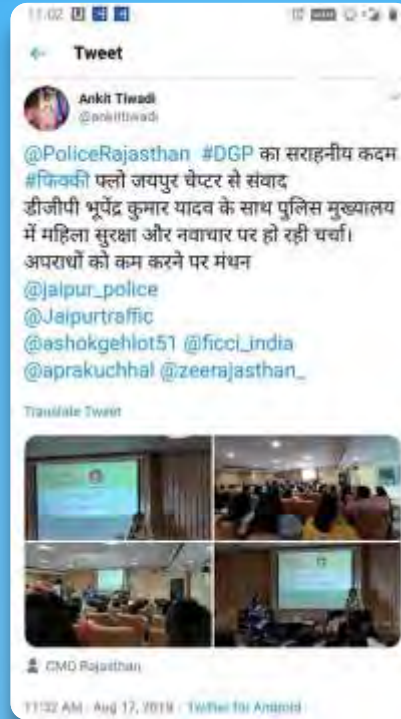 11:02
Tweet
Ankit Tiwadi
@ankittiwadi
@PoliceRajasthan #DGP का सराहनीय कदम
#फिक्की फ्लो जयपुर चेप्टर से संवाद
डीजीपी भूपेंद्र कुमार यादव के साथ पुलिस मुख्यालय
में महिला सुरक्षा और नवाचार पर हो रही चर्चा।
अपराधों को कम करने पर मंथन
@jaipur_police
@Jaipurtraffic
@ashokgehlot51 @ficci_india
@aprakuchhal @zeerajasthan_
Translate Tweet
CMO Rajasthan
11:32 AM · Aug 17, 2019 · Twitter for Android